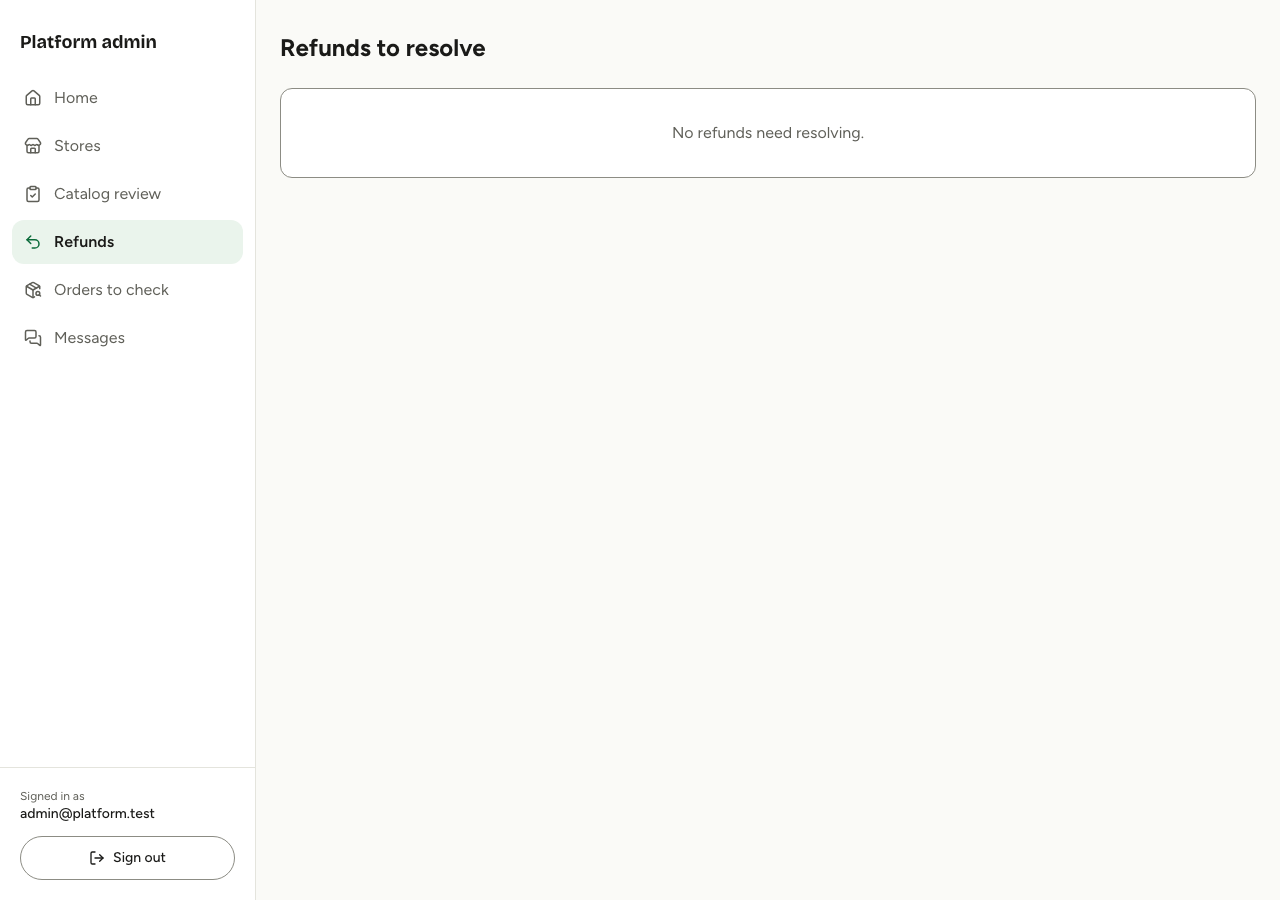 Platform admin
Home
Stores
Catalog review
Refunds
Orders to check
Messages
Signed in as
admin@platform.test
Sign out
Refunds to resolve
No refunds need resolving.